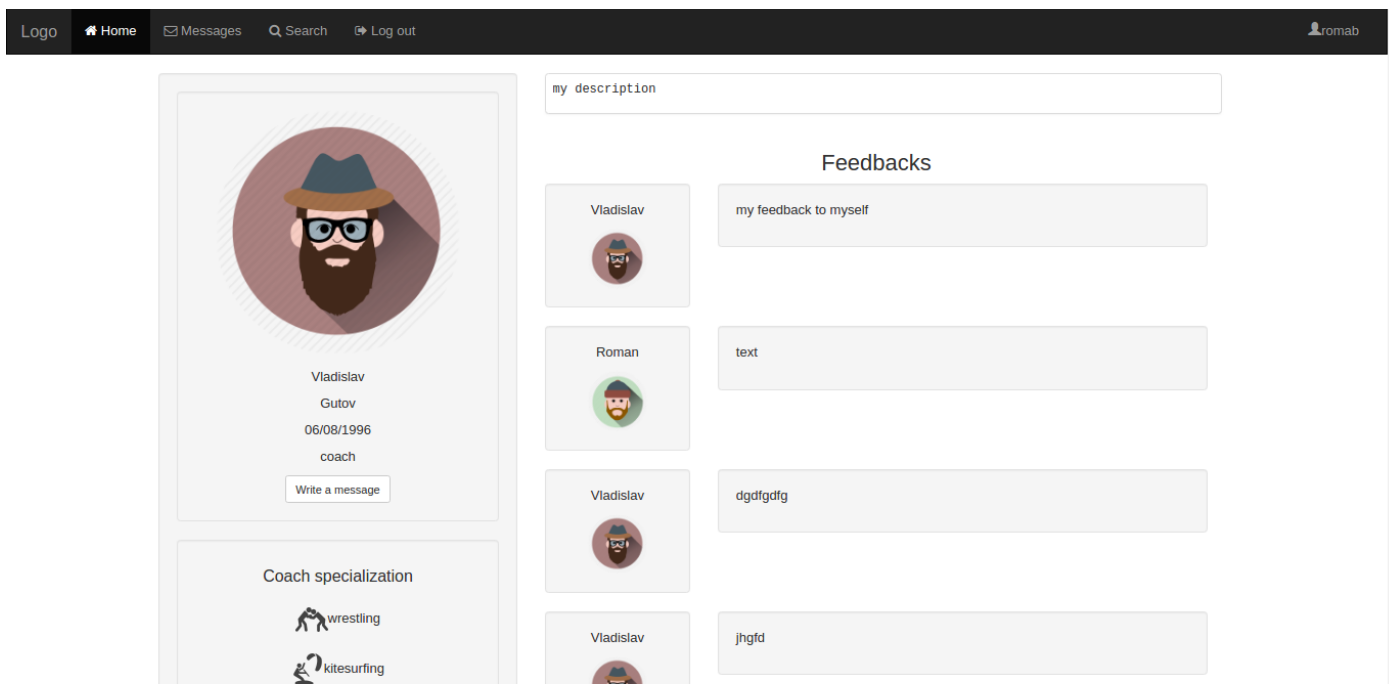 Logo Home Messages Search Log out romab
Vladislav
Gutov
06/08/1996
coach
Write a message
Coach specialization
wrestling
kitesurfing
my description
Feedbacks
Vladislav
my feedback to myself
Roman
text
Vladislav
dgdfgdfg
Vladislav
jhgfd